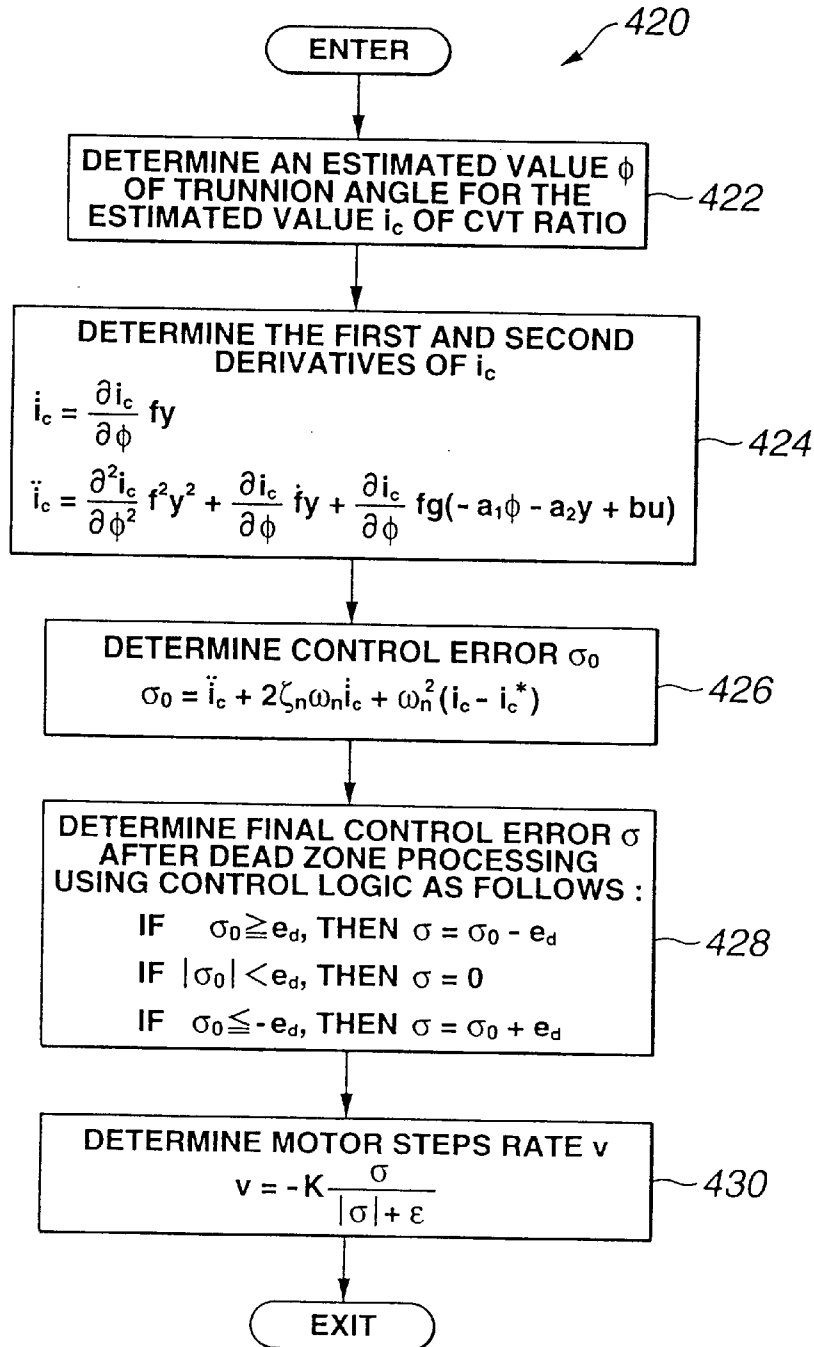 420
ENTER
DETERMINE AN ESTIMATED VALUE ϕ
OF TRUNNION ANGLE FOR THE
ESTIMATED VALUE i_c OF CVT RATIO
422
DETERMINE THE FIRST AND SECOND
DERIVATIVES OF i_c
i̇_c = ∂i_c/∂ϕ fy
ï_c = ∂²i_c/∂ϕ² f²y² + ∂i_c/∂ϕ ḟy + ∂i_c/∂ϕ fg(- a₁ϕ - a₂y + bu)
424
DETERMINE CONTROL ERROR σ₀
σ₀ = ï_c + 2ζ_nω_n i̇_c + ω_n²(i_c - i_c*)
426
DETERMINE FINAL CONTROL ERROR σ
AFTER DEAD ZONE PROCESSING
USING CONTROL LOGIC AS FOLLOWS :
IF σ₀ ≧ e_d, THEN σ = σ₀ - e_d
IF |σ₀| < e_d, THEN σ = 0
IF σ₀ ≦ -e_d, THEN σ = σ₀ + e_d
428
DETERMINE MOTOR STEPS RATE v
v = -K σ/(|σ| + ε)
430
EXIT